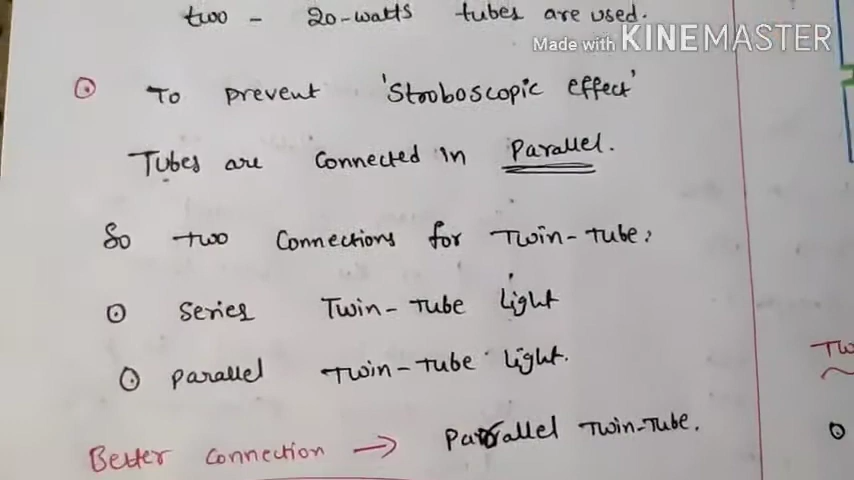 two - 20-watts tubes are used.
Made with KINEMASTER
To prevent 'Stroboscopic effect'
Tubes are connected in Parallel.
So two Connections for Twin-tube:
Series Twin-Tube light
Parallel Twin-Tube light.
Better Connection → Parallel Twin-Tube.
TW